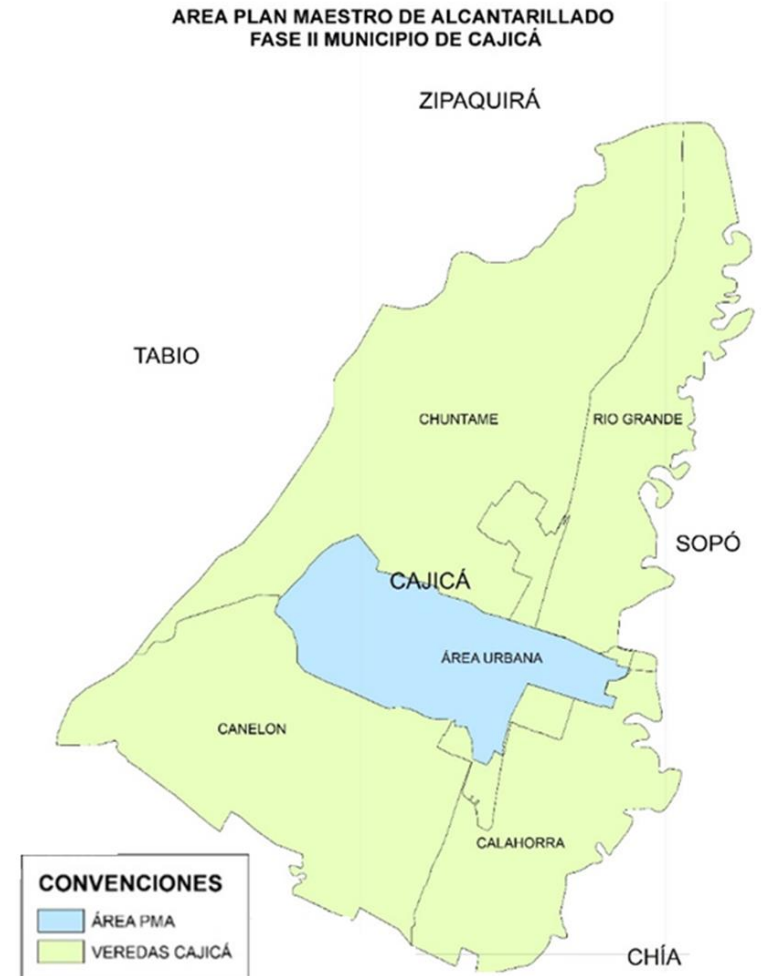 AREA PLAN MAESTRO DE ALCANTARILLADO
FASE II MUNICIPIO DE CAJICÁ
ZIPAQUIRÁ
TABIO
CHUNTAME
RIO GRANDE
SOPÓ
CAJICÁ
ÁREA URBANA
CANELON
CALAHORRA
CONVENCIONES
ÁREA PMA
VEREDAS CAJICÁ
CHÍA